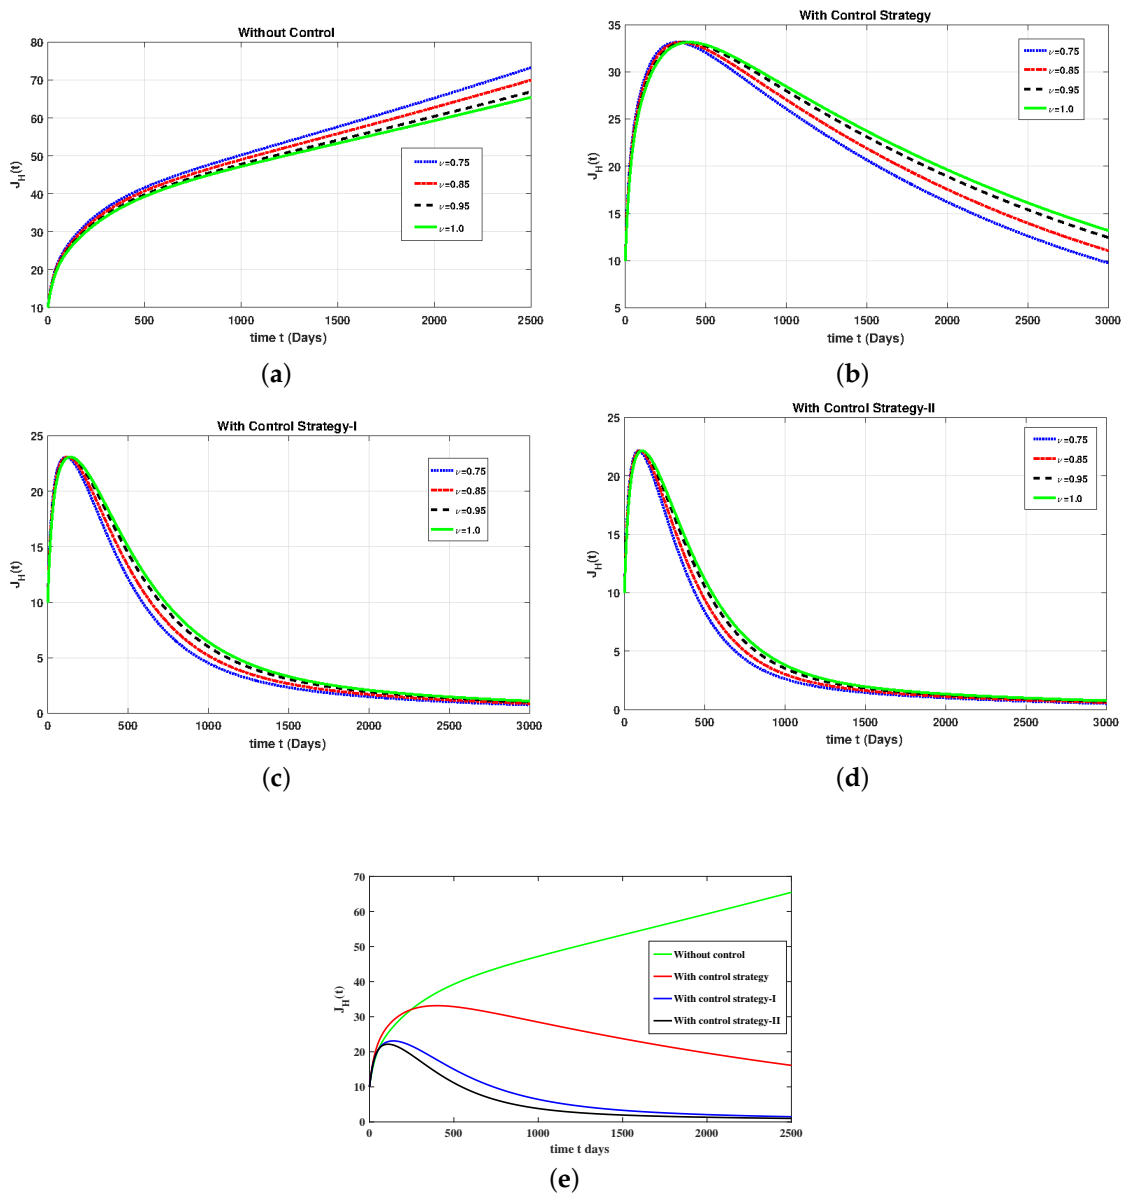 Without Control
80
70
60
50
40
30
20
10
J_H(t)
ν=0.75
ν=0.85
ν=0.95
ν=1.0
0 500 1000 1500 2000 2500
time t (Days)
(a)
With Control Strategy
35
30
25
20
15
10
5
J_H(t)
ν=0.75
ν=0.85
ν=0.95
ν=1.0
0 500 1000 1500 2000 2500 3000
time t (Days)
(b)
With Control Strategy-I
25
20
15
10
5
0
J_H(t)
ν=0.75
ν=0.85
ν=0.95
ν=1.0
0 500 1000 1500 2000 2500 3000
time t (Days)
(c)
With Control Strategy-II
25
20
15
10
5
0
J_H(t)
ν=0.75
ν=0.85
ν=0.95
ν=1.0
0 500 1000 1500 2000 2500 3000
time t (Days)
(d)
70
60
50
40
30
20
10
0
J_H(t)
Without control
With control strategy
With control strategy-I
With control strategy-II
0 500 1000 1500 2000 2500
time t days
(e)